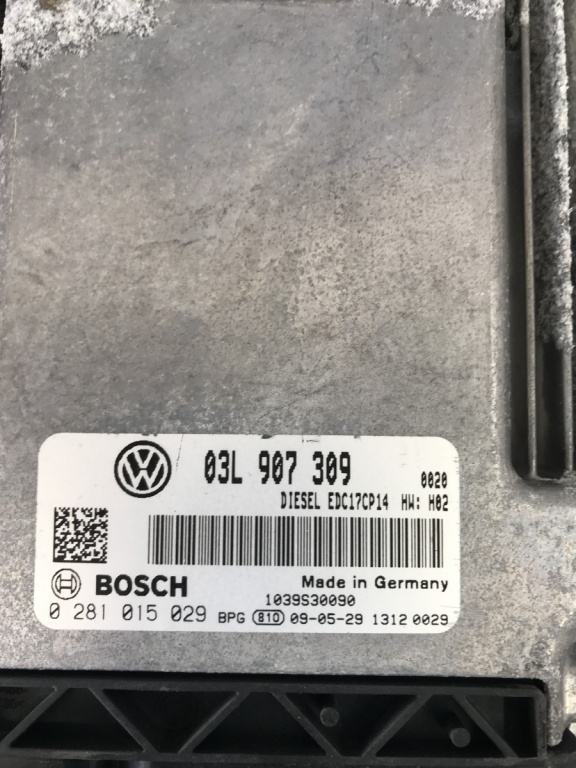 03L 907 309 0020
DIESEL EDC17CP14 HW: H02
BOSCH Made in Germany
1039S30090
0 281 015 029 BPG 810 09-05-29 1312 0029